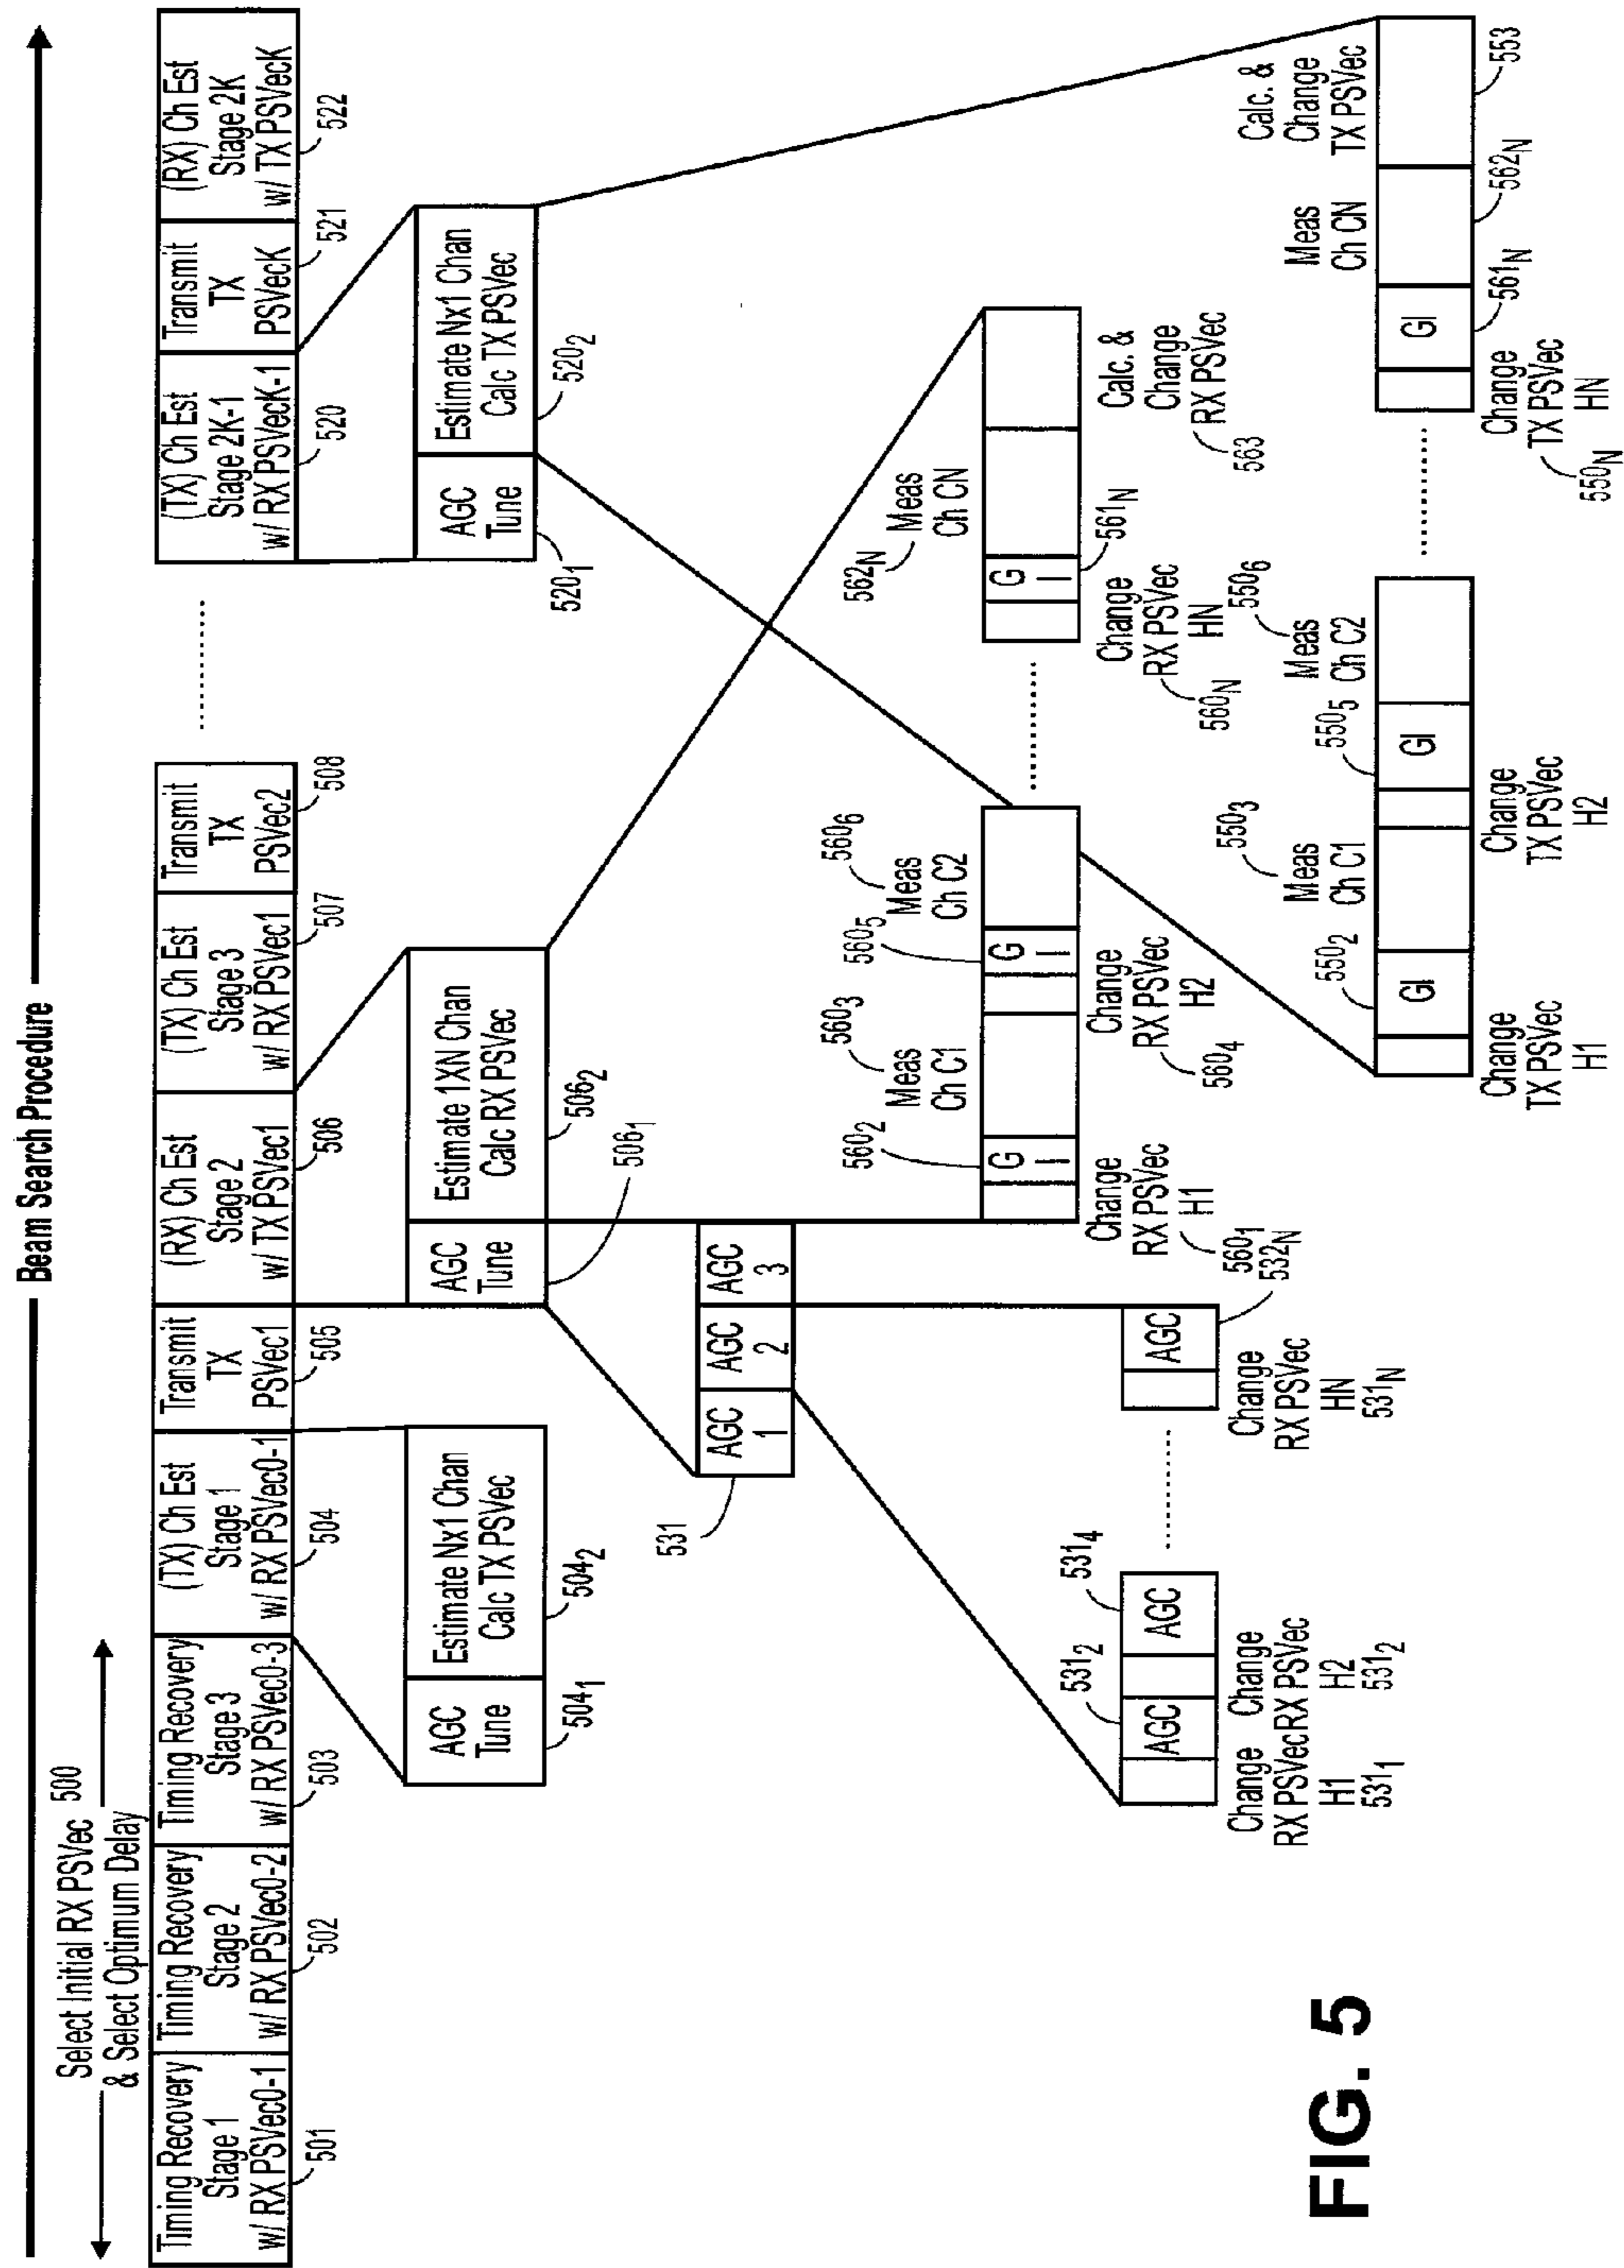 Beam Search Procedure
Select Initial RX PSVec 500
& Select Optimum Delay
Timing Recovery
Stage 1
w/ RX PSVec0-1
501
Timing Recovery
Stage 2
w/ RX PSVec0-2
502
Timing Recovery
Stage 3
w/ RX PSVec0-3
503
(TX) Ch Est
Stage 1
w/ RX PSVec0-1
504
Transmit
TX
PSVec1
505
(RX) Ch Est
Stage 2
w/ TX PSVec1
506
(TX) Ch Est
Stage 3
w/ RX PSVec1
507
Transmit
TX
PSVec2
508
(TX) Ch Est
Stage 2K-1
w/ RX PSVecK-1
520
Transmit
TX
PSVecK
521
(RX) Ch Est
Stage 2K
w/ TX PSVecK
522
AGC
Tune
504₁
Estimate Nx1 Chan
Calc TX PSVec
504₂
AGC
Tune
506₁
Estimate 1XN Chan
Calc RX PSVec
506₂
AGC
Tune
520₁
Estimate Nx1 Chan
Calc TX PSVec
520₂
531
AGC
1
AGC
2
AGC
3
560₂
G
I
Change
RX PSVec
H1
560₁
560₃
Meas
Ch C1
560₅
G
I
Change
RX PSVec
H2
560₄
560₆
Meas
Ch C2
562N
Meas
Ch CN
G
I
561N
Change
RX PSVec
HN
560N
Calc. &
Change
RX PSVec
563
531₂
AGC
Change
RX PSVec
H1
531₁
531₄
AGC
Change
RX PSVec
H2
531₂
AGC
532N
Change
RX PSVec
HN
531N
550₂
GI
Change
TX PSVec
H1
550₃
Meas
Ch C1
550₅
GI
Change
TX PSVec
H2
550₆
Meas
Ch C2
GI
561N
Change
TX PSVec
HN
550N
Meas
Ch CN
562N
Calc. &
Change
TX PSVec
553
FIG. 5